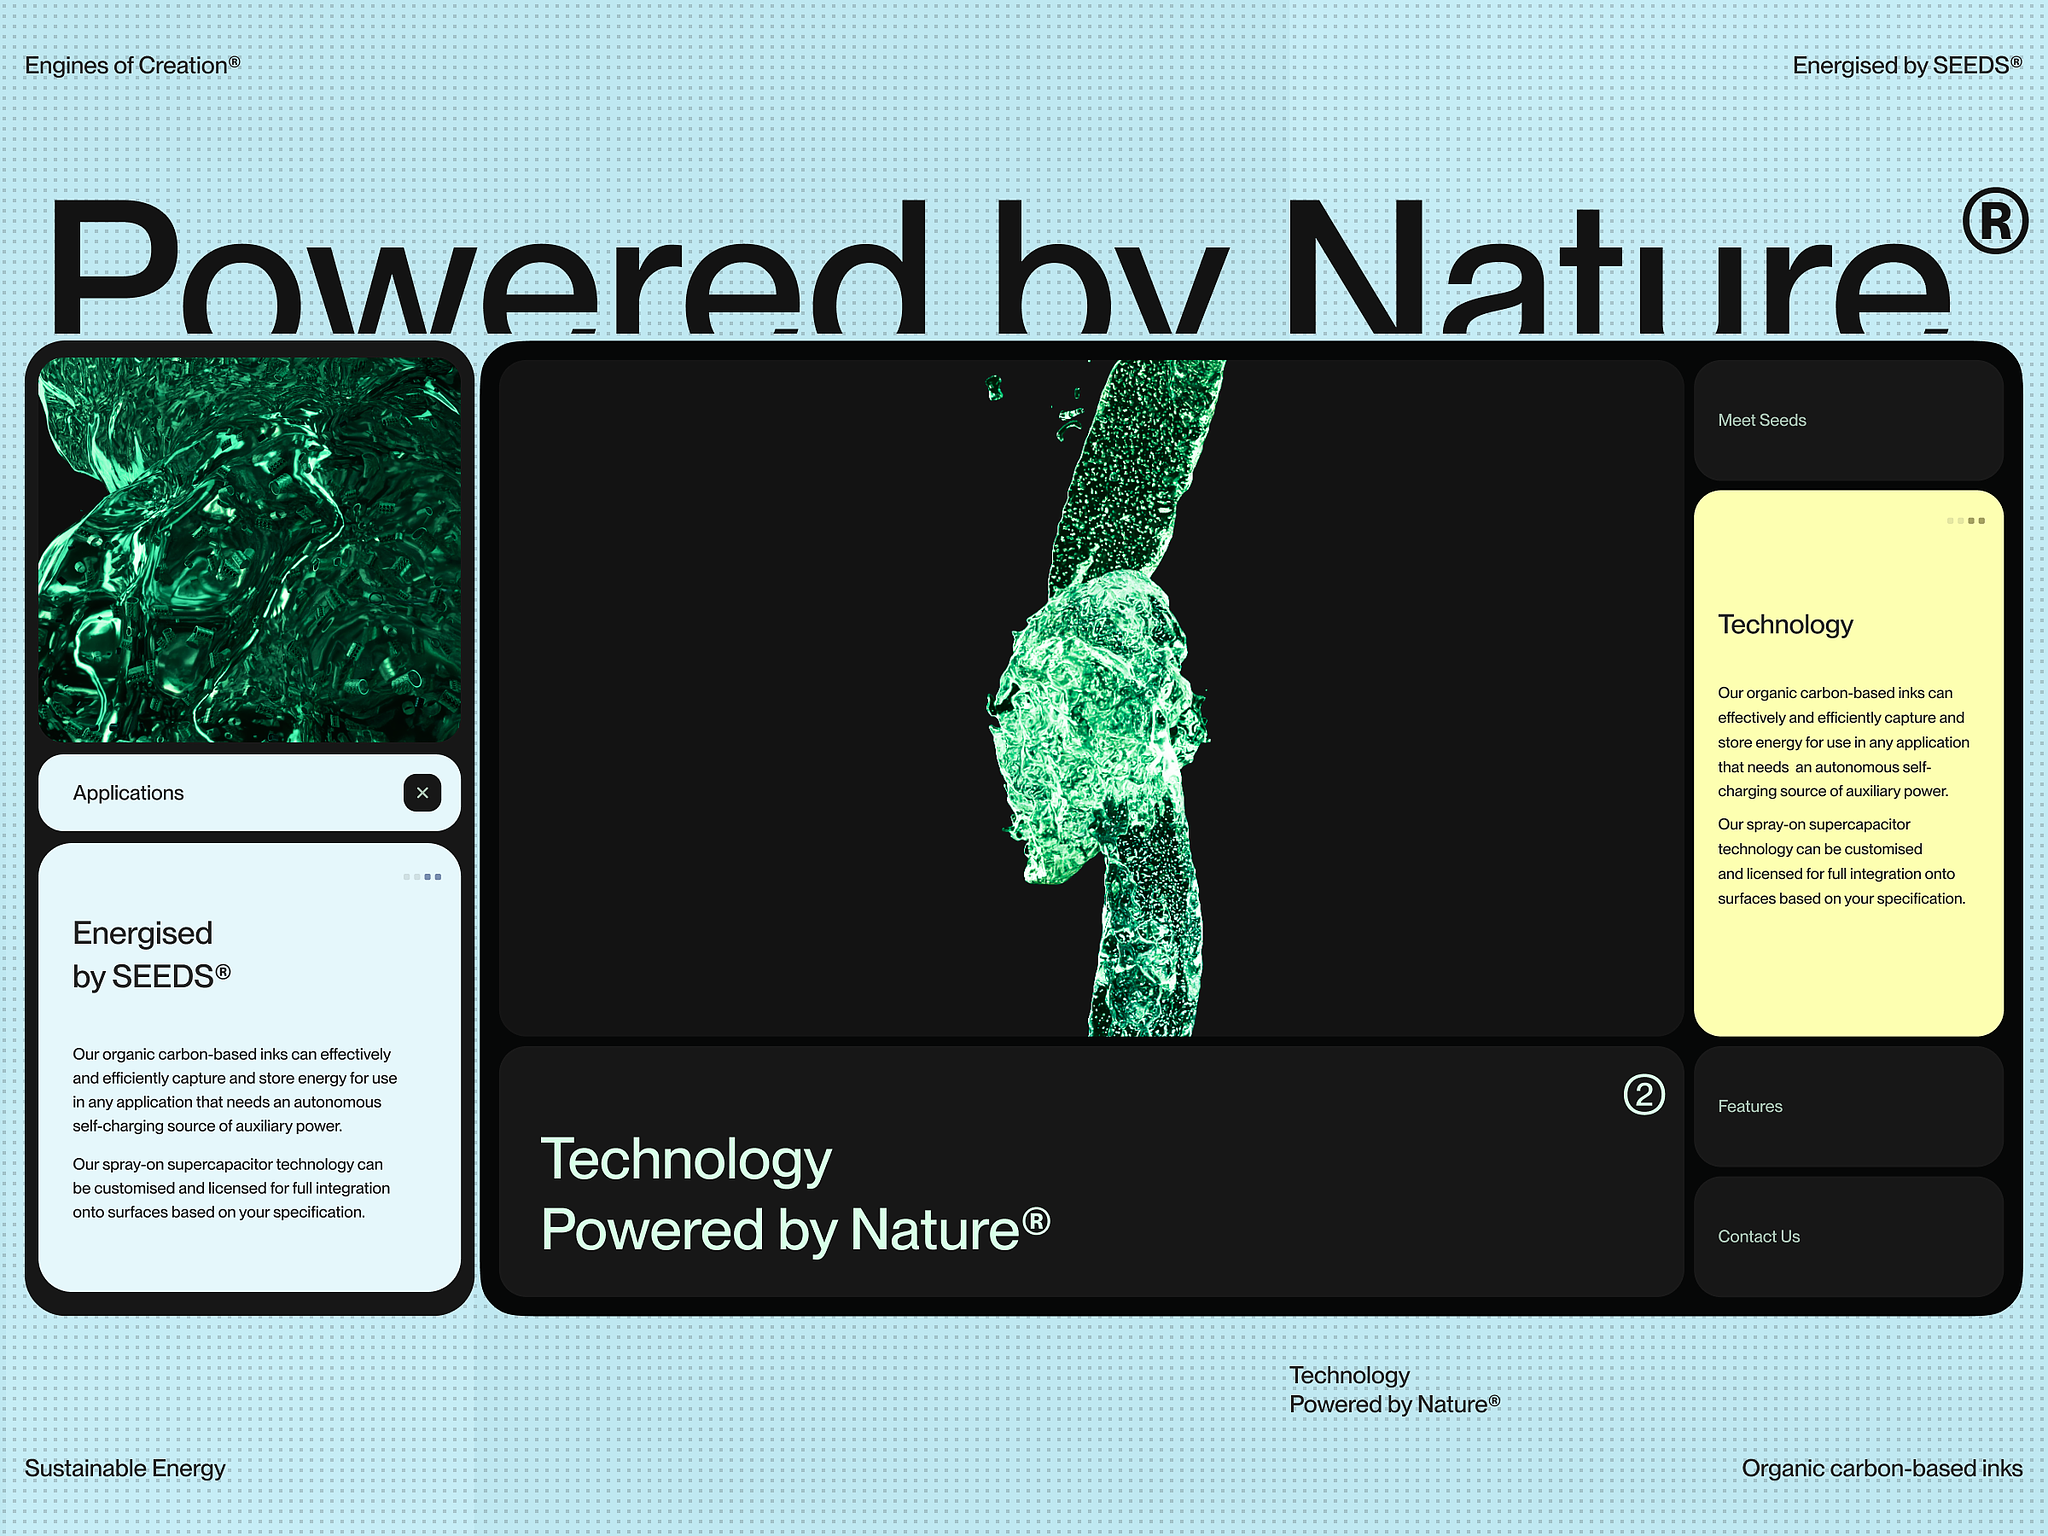 Engines of Creation®
Energised by SEEDS®
Powered by Nature®
Applications
Energised
by SEEDS®
Our organic carbon-based inks can effectively
and efficiently capture and store energy for use
in any application that needs an autonomous
self-charging source of auxiliary power.
Our spray-on supercapacitor technology can
be customised and licensed for full integration
onto surfaces based on your specification.
②
Technology
Powered by Nature®
Meet Seeds
Technology
Our organic carbon-based inks can
effectively and efficiently capture and
store energy for use in any application
that needs  an autonomous self-
charging source of auxiliary power.
Our spray-on supercapacitor
technology can be customised
and licensed for full integration onto
surfaces based on your specification.
Features
Contact Us
Technology
Powered by Nature®
Sustainable Energy
Organic carbon-based inks